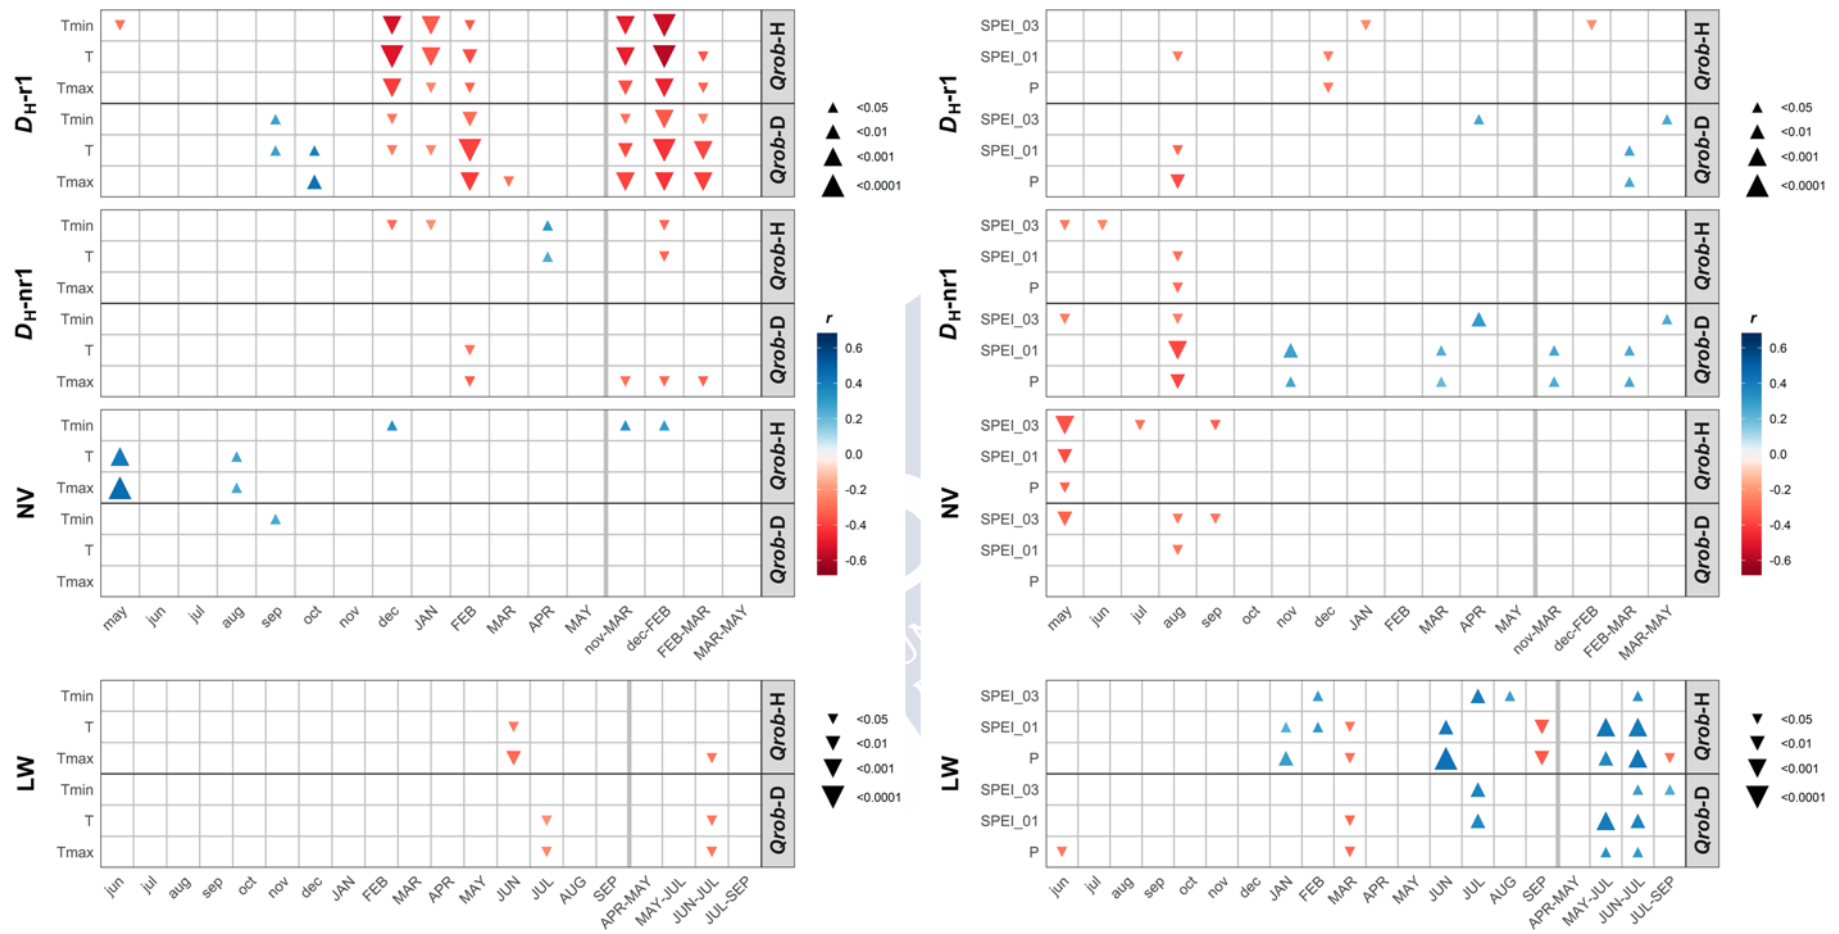 Tmin
T
Tmax
Tmin
T
Tmax
D_H-r1
Qrob-H
Qrob-D
<0.05
<0.01
<0.001
<0.0001
Tmin
T
Tmax
Tmin
T
Tmax
D_H-nr1
Qrob-H
Qrob-D
r
0.6
0.4
0.2
0.0
-0.2
-0.4
-0.6
Tmin
T
Tmax
Tmin
T
Tmax
NV
Qrob-H
Qrob-D
may jun jul aug sep oct nov dec JAN FEB MAR APR MAY nov-MAR dec-FEB FEB-MAR MAR-MAY
Tmin
T
Tmax
Tmin
T
Tmax
LW
Qrob-H
Qrob-D
<0.05
<0.01
<0.001
<0.0001
jun jul aug sep oct nov dec JAN FEB MAR APR MAY JUN JUL AUG SEP APR-MAY MAY-JUL JUN-JUL JUL-SEP
SPEI_03
SPEI_01
P
SPEI_03
SPEI_01
P
D_H-r1
Qrob-H
Qrob-D
<0.05
<0.01
<0.001
<0.0001
SPEI_03
SPEI_01
P
SPEI_03
SPEI_01
P
D_H-nr1
Qrob-H
Qrob-D
r
0.6
0.4
0.2
0.0
-0.2
-0.4
-0.6
SPEI_03
SPEI_01
P
SPEI_03
SPEI_01
P
NV
Qrob-H
Qrob-D
may jun jul aug sep oct nov dec JAN FEB MAR APR MAY nov-MAR dec-FEB FEB-MAR MAR-MAY
SPEI_03
SPEI_01
P
SPEI_03
SPEI_01
P
LW
Qrob-H
Qrob-D
<0.05
<0.01
<0.001
<0.0001
jun jul aug sep oct nov dec JAN FEB MAR APR MAY JUN JUL AUG SEP APR-MAY MAY-JUL JUN-JUL JUL-SEP